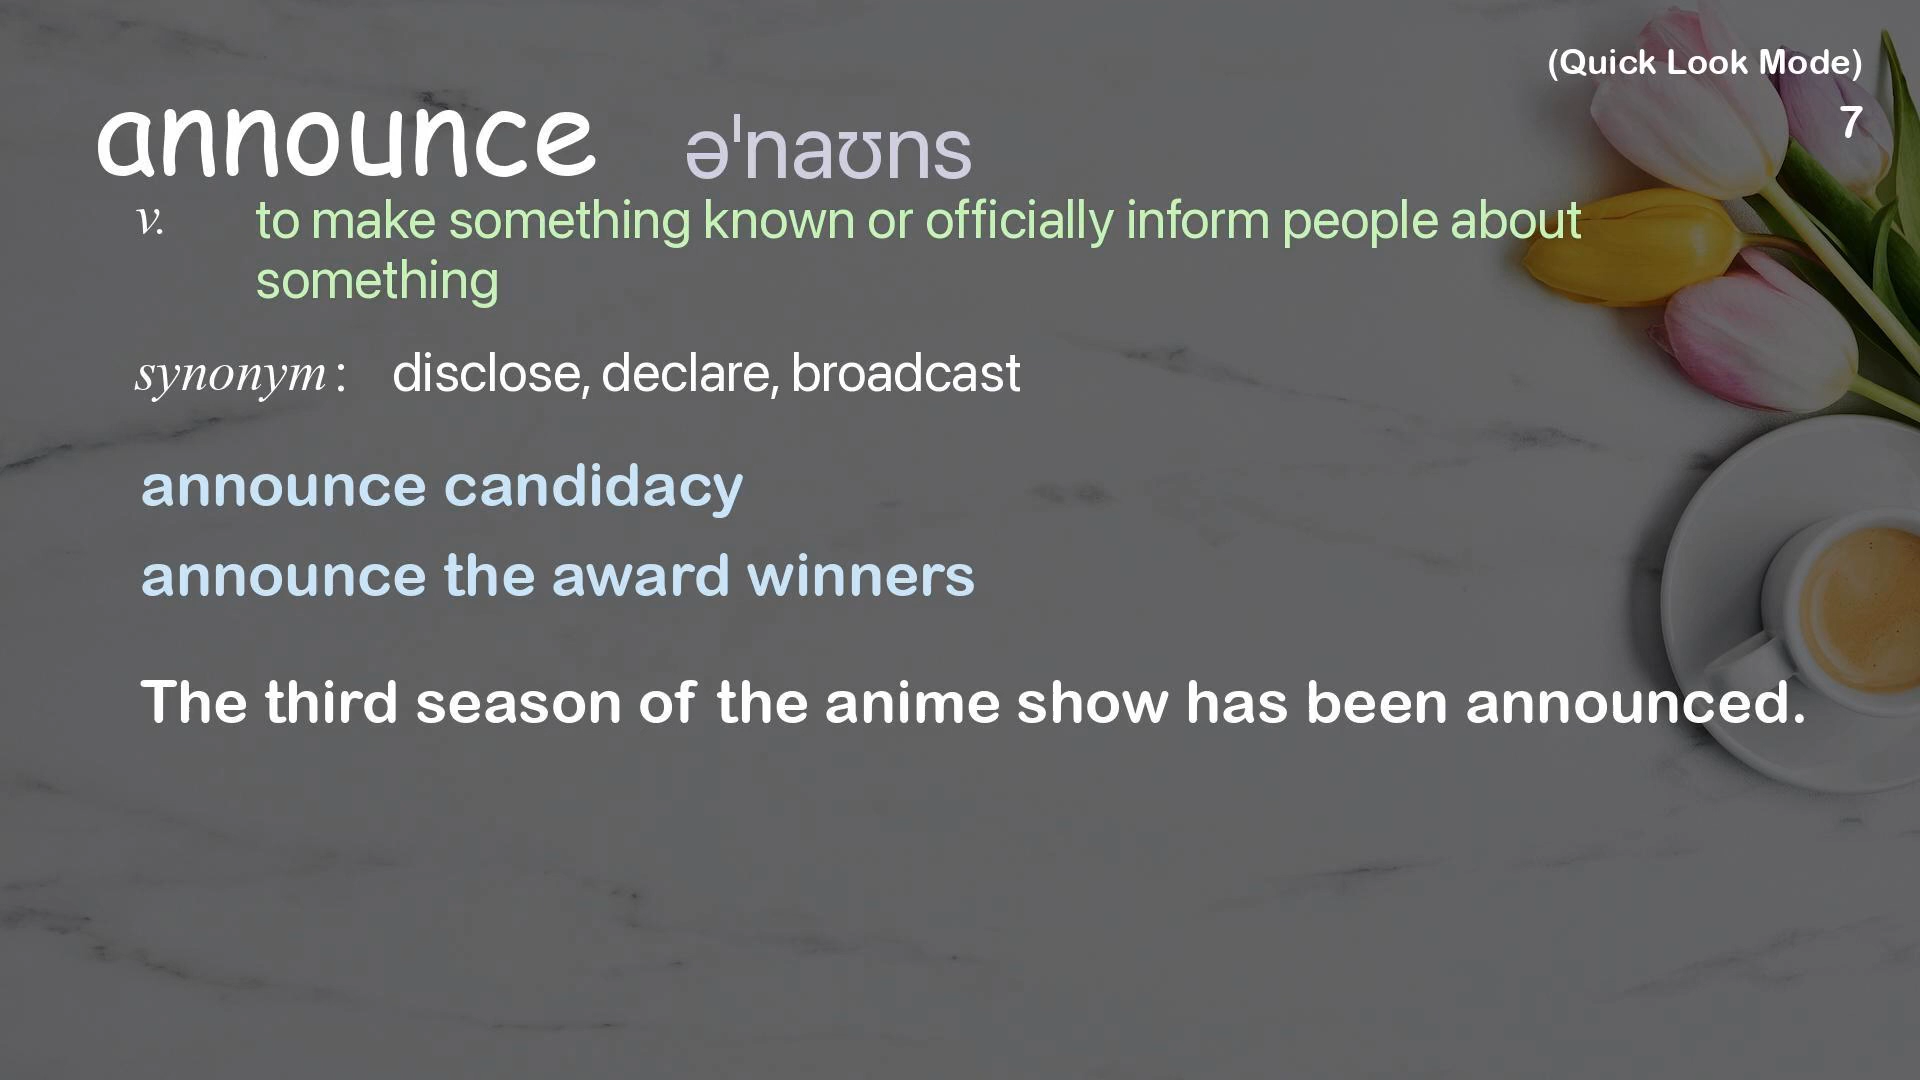 (Quick Look Mode)
7
announce əˈnaʊns
v. to make something known or officially inform people about
something
synonym : disclose, declare, broadcast
announce candidacy
announce the award winners
The third season of the anime show has been announced.